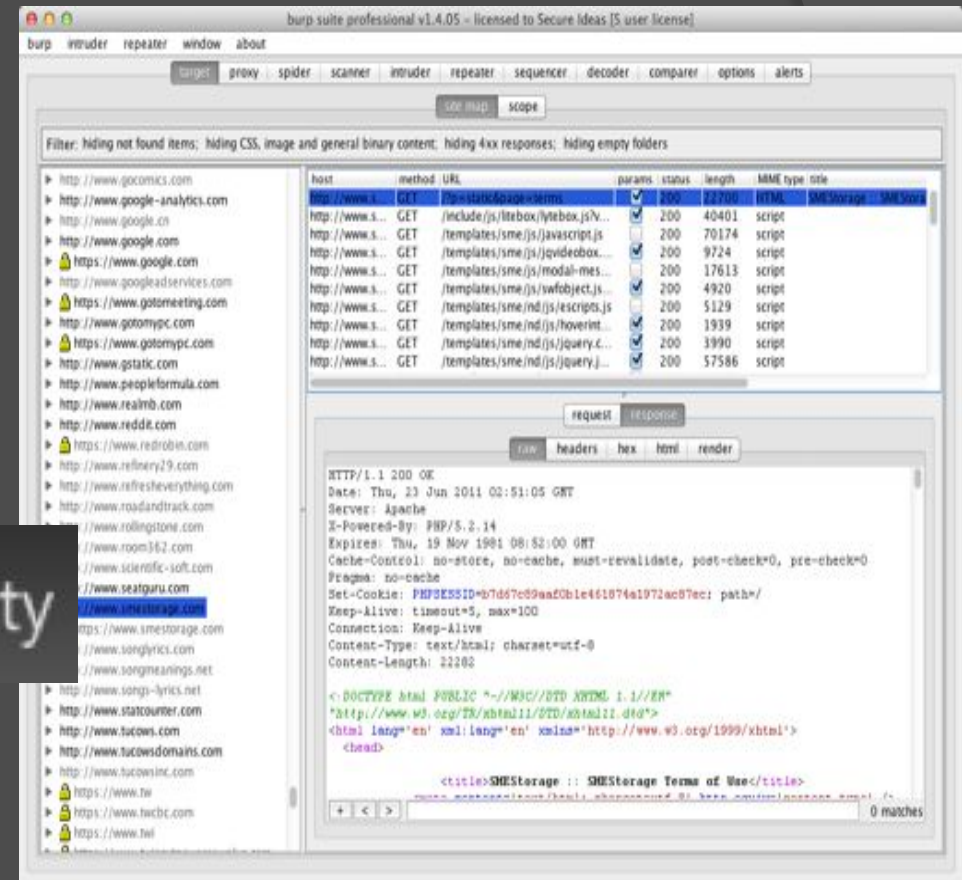 burp suite professional v1.4.05 - licensed to Secure Ideas [5 user license]
burp intruder repeater window about
target proxy spider scanner intruder repeater sequencer decoder comparer options alerts
site map scope
Filter: hiding not found items; hiding CSS, image and general binary content; hiding 4xx responses; hiding empty folders
http://www.gocomics.com
http://www.google-analytics.com
http://www.google.cn
http://www.google.com
https://www.google.com
http://www.googleadservices.com
https://www.gotomeeting.com
http://www.gotomypc.com
https://www.gotomypc.com
http://www.gstatic.com
http://www.peopleformula.com
http://www.realmb.com
http://www.reddit.com
https://www.redrobin.com
http://www.refinery29.com
http://www.refresheverything.com
http://www.roadandtrack.com
http://www.rollingstone.com
://www.room362.com
://www.scientific-soft.com
://www.seatguru.com
://www.smestorage.com
ttps://www.smestorage.com
://www.songlyrics.com
://www.songmeanings.net
http://www.songs-lyrics.net
http://www.statcounter.com
http://www.tucows.com
http://www.tucowsdomains.com
http://www.tucowsinc.com
https://www.tw
https://www.twcbc.com
https://www.twi
ty
host method URL params status length MIME type title
http://www.s... GET /?p=static&page=terms 200 22700 HTML SMEStorage :: SMEStora
http://www.s... GET /include/js/litebox/lytebox.js?v... 200 40401 script
http://www.s... GET /templates/sme/js/javascript.js 200 70174 script
http://www.s... GET /templates/sme/js/jqvideobox.... 200 9724 script
http://www.s... GET /templates/sme/js/modal-mes... 200 17613 script
http://www.s... GET /templates/sme/js/swfobject.js... 200 4920 script
http://www.s... GET /templates/sme/nd/js/escripts.js 200 5129 script
http://www.s... GET /templates/sme/nd/js/hoverint... 200 1939 script
http://www.s... GET /templates/sme/nd/js/jquery.c... 200 3990 script
http://www.s... GET /templates/sme/nd/js/jquery.j... 200 57586 script
request response
raw headers hex html render
HTTP/1.1 200 OK
Date: Thu, 23 Jun 2011 02:51:05 GMT
Server: Apache
X-Powered-By: PHP/5.2.14
Expires: Thu, 19 Nov 1981 08:52:00 GMT
Cache-Control: no-store, no-cache, must-revalidate, post-check=0, pre-check=0
Pragma: no-cache
Set-Cookie: PHPSESSID=b7d67c89aaf0b1e461874a1972ac87ec; path=/
Keep-Alive: timeout=5, max=100
Connection: Keep-Alive
Content-Type: text/html; charset=utf-8
Content-Length: 22282
<!DOCTYPE html PUBLIC "-//W3C//DTD XHTML 1.1//EN"
"http://www.w3.org/TR/xhtml11/DTD/xhtml11.dtd">
<html lang='en' xml:lang='en' xmlns='http://www.w3.org/1999/xhtml'>
<head>
<title>SMEStorage :: SMEStorage Terms of Use</title>
+ < > 0 matches